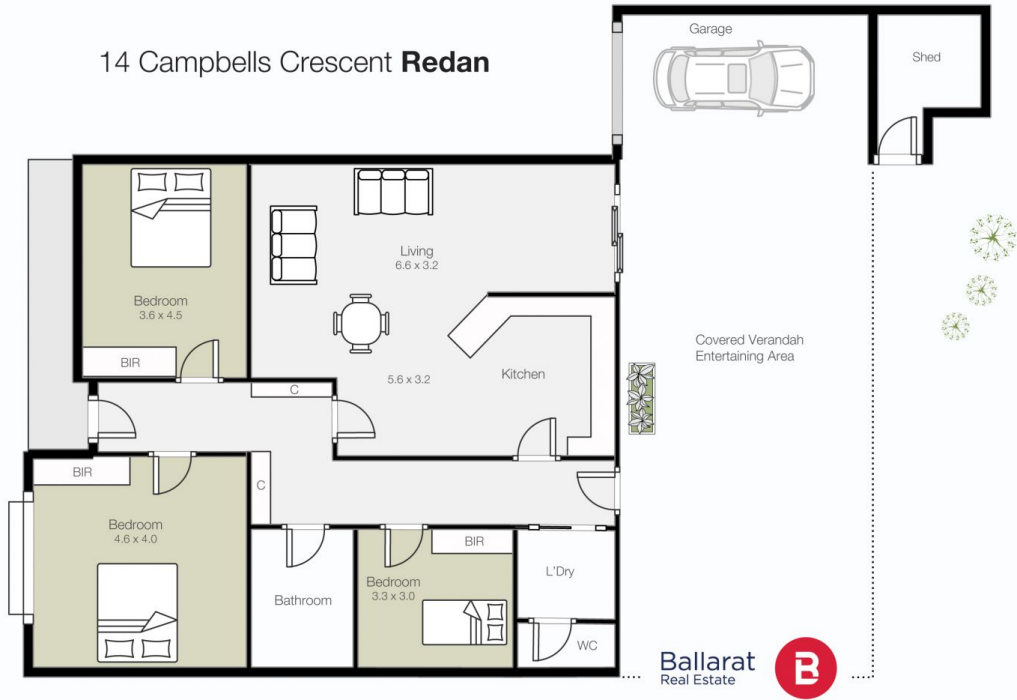 14 Campbells Crescent Redan
Garage
Shed
Living
6.6 x 3.2
Bedroom
3.6 x 4.5
BIR
Covered Verandah
Entertaining Area
5.6 x 3.2
Kitchen
C
BIR
C
Bedroom
4.6 x 4.0
BIR
Bedroom
3.3 x 3.0
L'Dry
Bathroom
WC
Ballarat
Real Estate
B